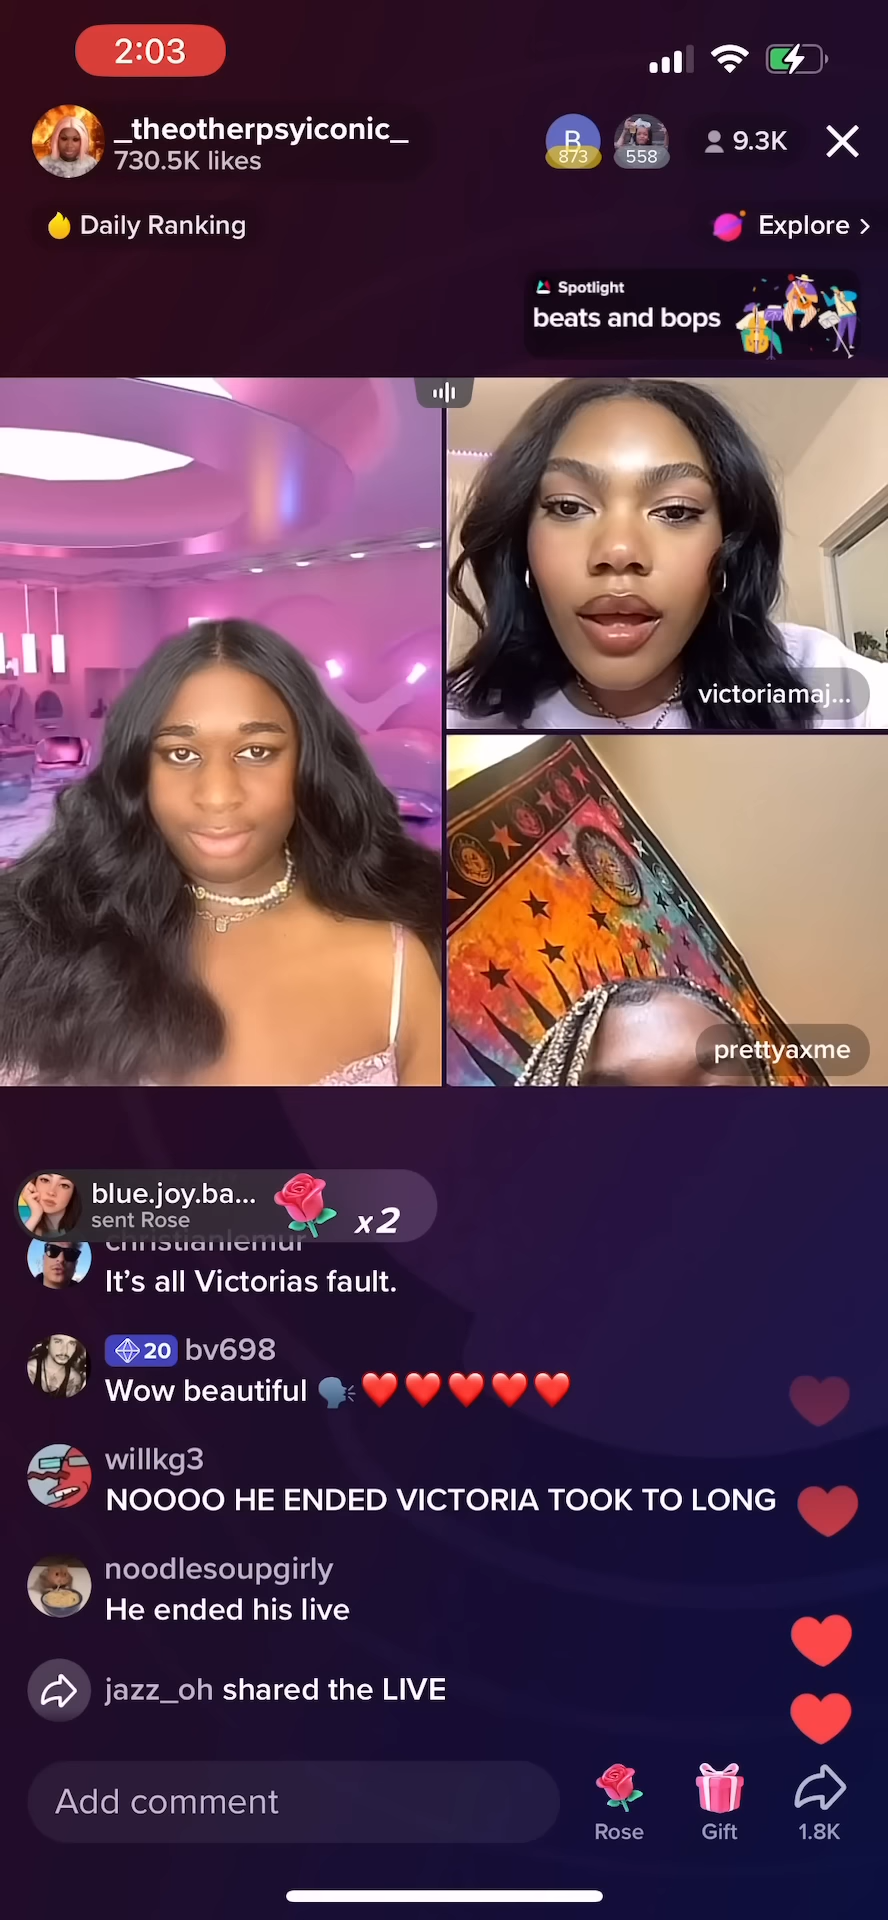 2:03
_theotherpsyiconic_
730.5K likes
B
873
558
9.3K
Daily Ranking
Explore >
Spotlight
beats and bops
victoriamaj...
prettyaxme
blue.joy.ba...
sent Rose
x2
christianlemur
It's all Victorias fault.
20 bv698
Wow beautiful 🗣❤️❤️❤️❤️❤️
willkg3
NOOOO HE ENDED VICTORIA TOOK TO LONG
noodlesoupgirly
He ended his live
jazz_oh shared the LIVE
Add comment
Rose
Gift
1.8K